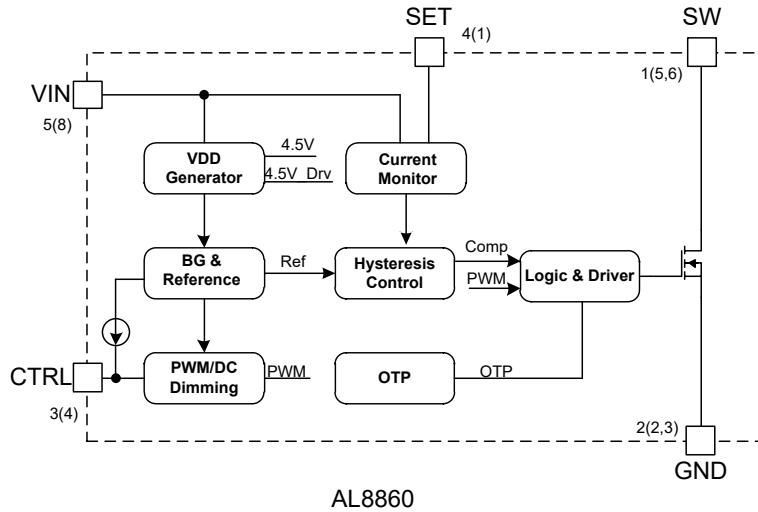 SET
SW
4(1)
1(5,6)
VIN
5(8)
VDD
Generator
4.5V
4.5V_Drv
Current
Monitor
BG &
Reference
Ref
Hysteresis
Control
Comp
PWM
Logic & Driver
CTRL
3(4)
PWM/DC
Dimming
PWM
OTP
OTP
2(2,3)
GND
AL8860